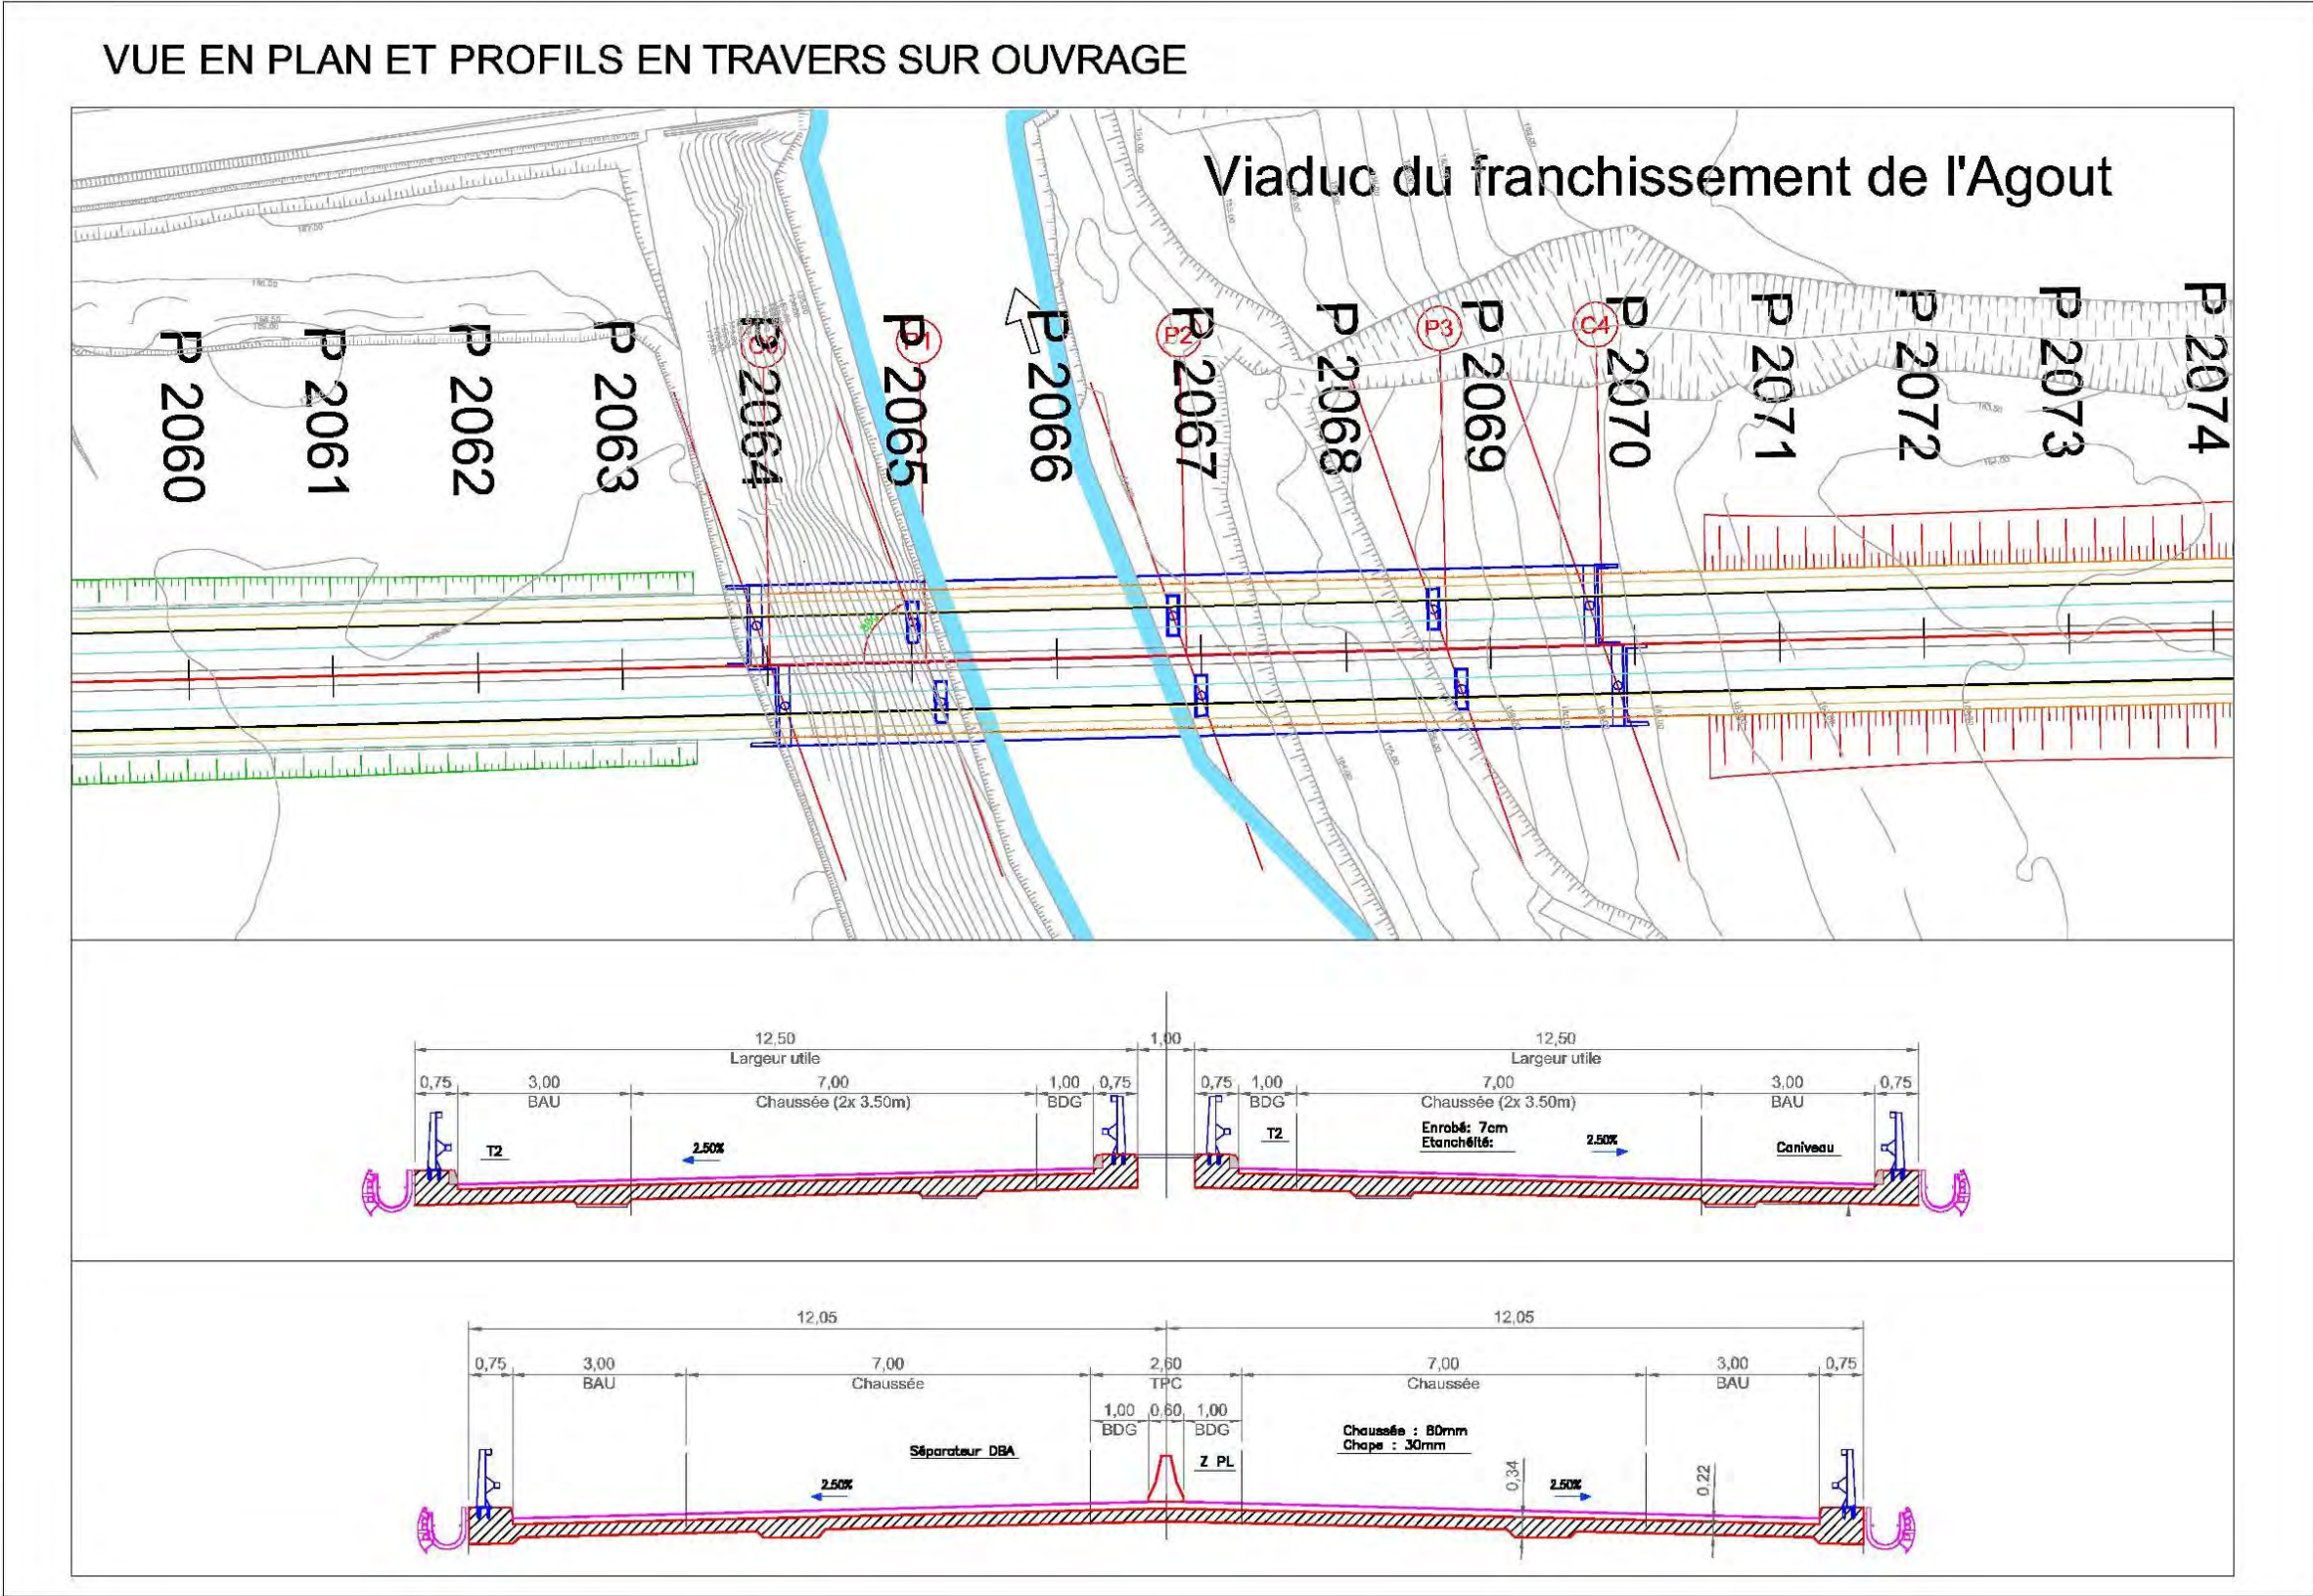 VUE EN PLAN ET PROFILS EN TRAVERS SUR OUVRAGE
Viaduc du franchissement de l'Agout
P 2060
P 2061
P 2062
P 2063
P 2064
P 2065
P 2066
P 2067
P 2068
P 2069
P 2070
P 2071
P 2072
P 2073
P 2074
P1
P2
P3
C4
12,50
1,00
12,50
Largeur utile
Largeur utile
0,75 3,00 7,00 1,00 0,75 0,75 1,00 7,00 3,00 0,75
BAU Chaussée (2x 3.50m) BDG BDG Chaussée (2x 3.50m) BAU
T2
2.50%
T2
Enrobé: 7cm
Etanchéité:
2.50%
Caniveau
12,05
12,05
0,75 3,00 7,00 2,60 7,00 3,00 0,75
BAU Chaussée TPC Chaussée BAU
1,00 0,60 1,00
BDG BDG
Séparateur DBA
Chaussée : 80mm
Chape : 30mm
Z PL
2.50%
0,34
2.50%
0,22